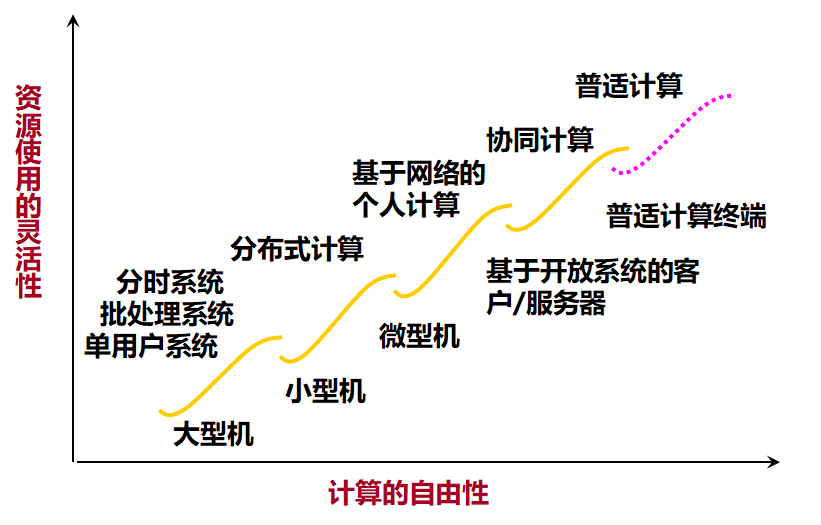 普适计算
协同计算
基于网络的
个人计算
普适计算终端
分布式计算
分时系统
批处理系统
单用户系统
基于开放系统的客
户/服务器
微型机
小型机
大型机
资源使用的灵活性
计算的自由性